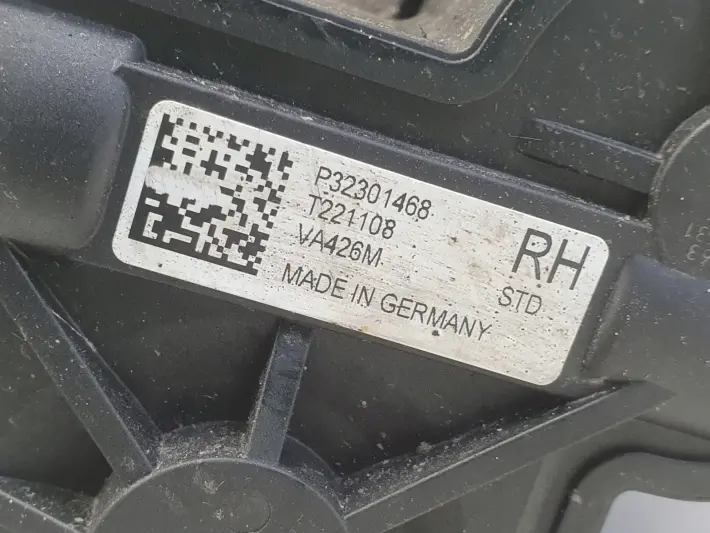 P32301468
T221108
VA426M
MADE IN GERMANY
RH
STD